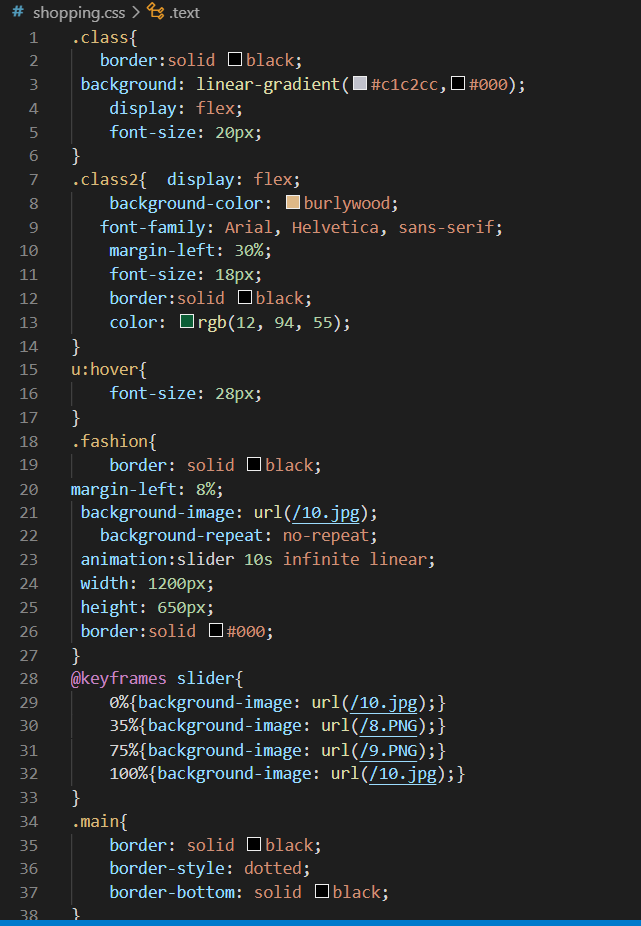 # shopping.css > .text
1 .class{
2 border:solid black;
3 background: linear-gradient(#c1c2cc,#000);
4 display: flex;
5 font-size: 20px;
6 }
7 .class2{ display: flex;
8 background-color: burlywood;
9 font-family: Arial, Helvetica, sans-serif;
10 margin-left: 30%;
11 font-size: 18px;
12 border:solid black;
13 color: rgb(12, 94, 55);
14 }
15 u:hover{
16 font-size: 28px;
17 }
18 .fashion{
19 border: solid black;
20 margin-left: 8%;
21 background-image: url(/10.jpg);
22 background-repeat: no-repeat;
23 animation:slider 10s infinite linear;
24 width: 1200px;
25 height: 650px;
26 border:solid #000;
27 }
28 @keyframes slider{
29 0%{background-image: url(/10.jpg);}
30 35%{background-image: url(/8.PNG);}
31 75%{background-image: url(/9.PNG);}
32 100%{background-image: url(/10.jpg);}
33 }
34 .main{
35 border: solid black;
36 border-style: dotted;
37 border-bottom: solid black;
38 }